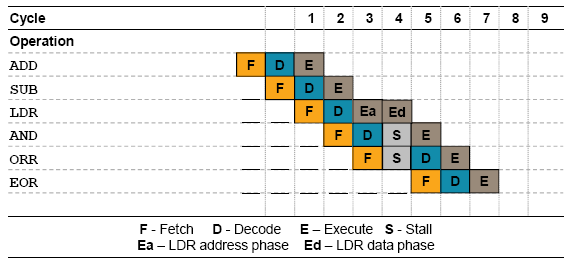 Cycle 1 2 3 4 5 6 7 8 9
Operation
ADD F D E
SUB F D E
LDR F D Ea Ed
AND F D S E
ORR F S D E
EOR F D E
F - Fetch D - Decode E – Execute S - Stall
Ea – LDR address phase Ed – LDR data phase